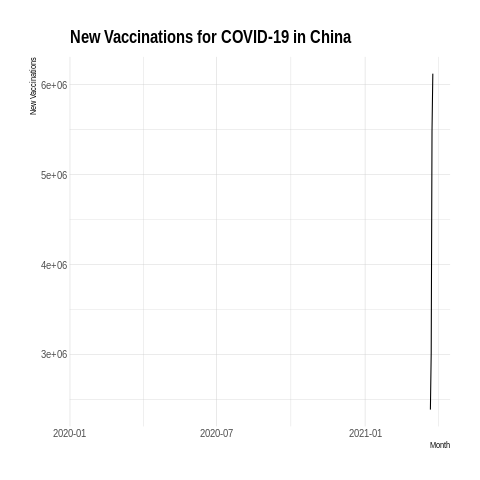 New Vaccinations for COVID-19 in China
New Vaccinations
6e+06
5e+06
4e+06
3e+06
2020-01
2020-07
2021-01
Month